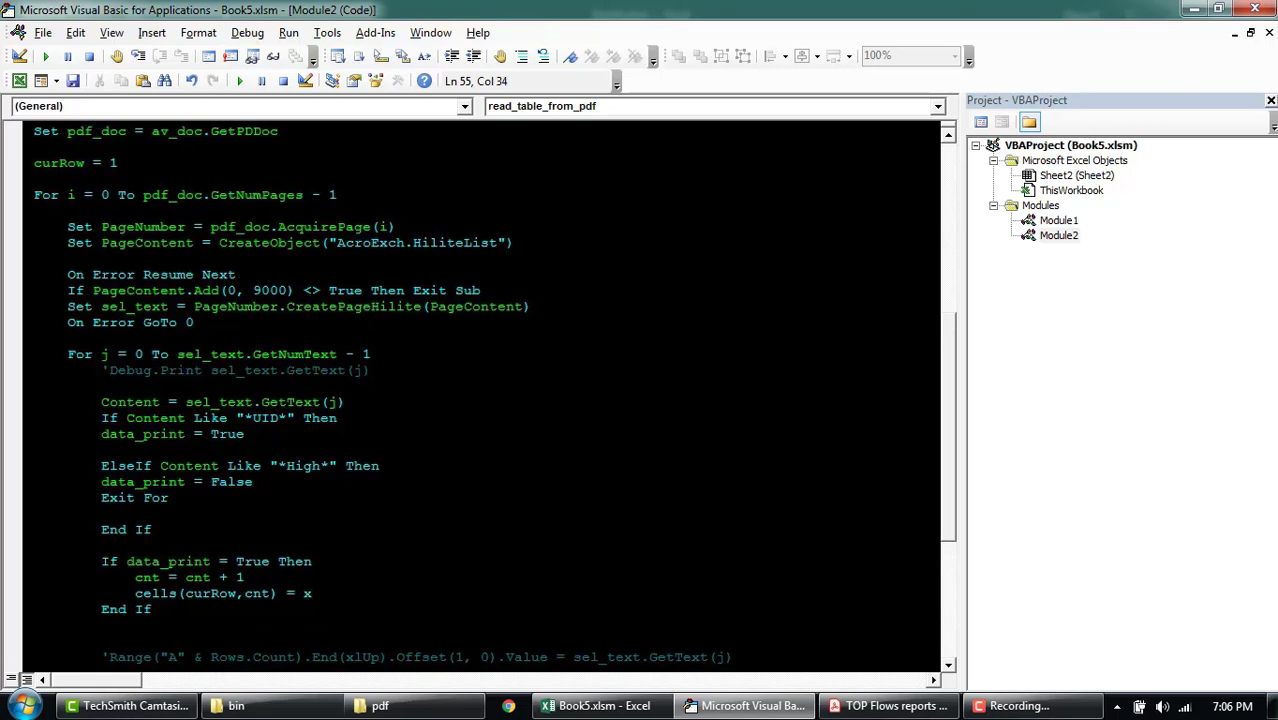 Microsoft Visual Basic for Applications - Book5.xlsm - [Module2 (Code)]
File Edit View Insert Format Debug Run Tools Add-Ins Window Help
100%
Ln 55, Col 34
(General) read_table_from_pdf
Project - VBAProject
Set pdf_doc = av_doc.GetPDDoc
curRow = 1
For i = 0 To pdf_doc.GetNumPages - 1
Set PageNumber = pdf_doc.AcquirePage(i)
Set PageContent = CreateObject("AcroExch.HiliteList")
On Error Resume Next
If PageContent.Add(0, 9000) <> True Then Exit Sub
Set sel_text = PageNumber.CreatePageHilite(PageContent)
On Error GoTo 0
For j = 0 To sel_text.GetNumText - 1
'Debug.Print sel_text.GetText(j)
Content = sel_text.GetText(j)
If Content Like "*UID*" Then
data_print = True
ElseIf Content Like "*High*" Then
data_print = False
Exit For
End If
If data_print = True Then
cnt = cnt + 1
cells(curRow,cnt) = x
End If
'Range("A" & Rows.Count).End(xlUp).Offset(1, 0).Value = sel_text.GetText(j)
VBAProject (Book5.xlsm)
Microsoft Excel Objects
Sheet2 (Sheet2)
ThisWorkbook
Modules
Module1
Module2
TechSmith Camtasi...
bin
pdf
Book5.xlsm - Excel
Microsoft Visual Ba...
TOP Flows reports ...
Recording...
7:06 PM